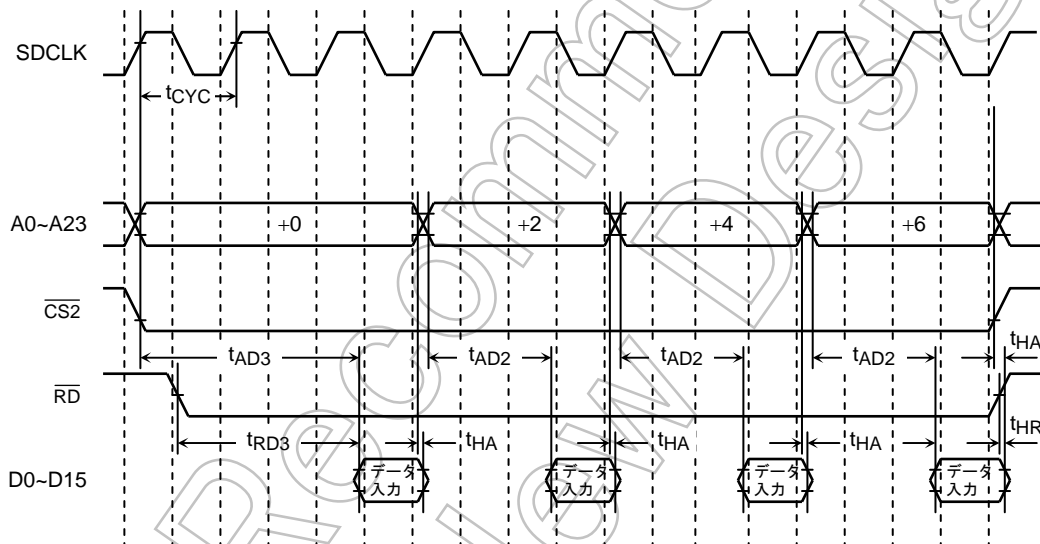 SDCLK
tCYC
A0~A23
+0
+2
+4
+6
CS2
tAD3
tAD2
tAD2
tAD2
tHA
RD
tRD3
tHA
tHA
tHA
tHR
D0~D15
データ
入力
データ
入力
データ
入力
データ
入力